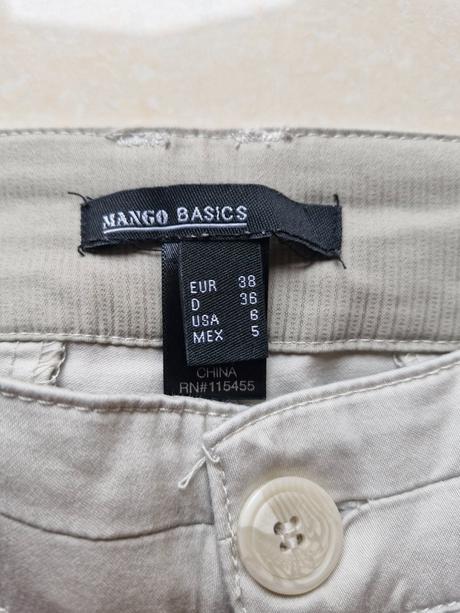 MANGO BASICS
EUR 38
D 36
USA 6
MEX 5
CHINA
RN#115455